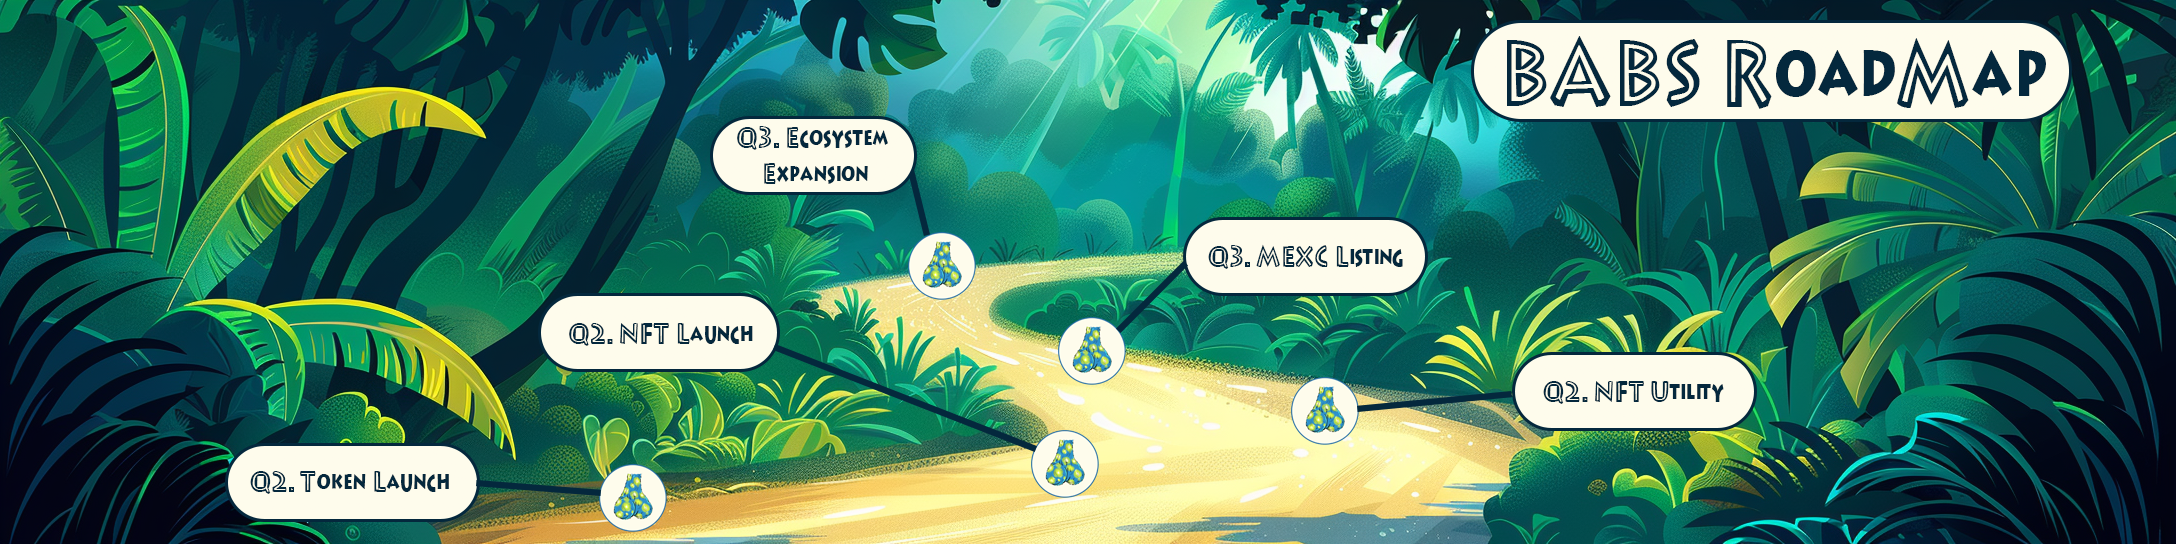 BABS RoadMap
Q3. Ecosystem
Expansion
Q3. MEXC Listing
Q2. NFT Launch
Q2. NFT Utility
Q2. Token Launch